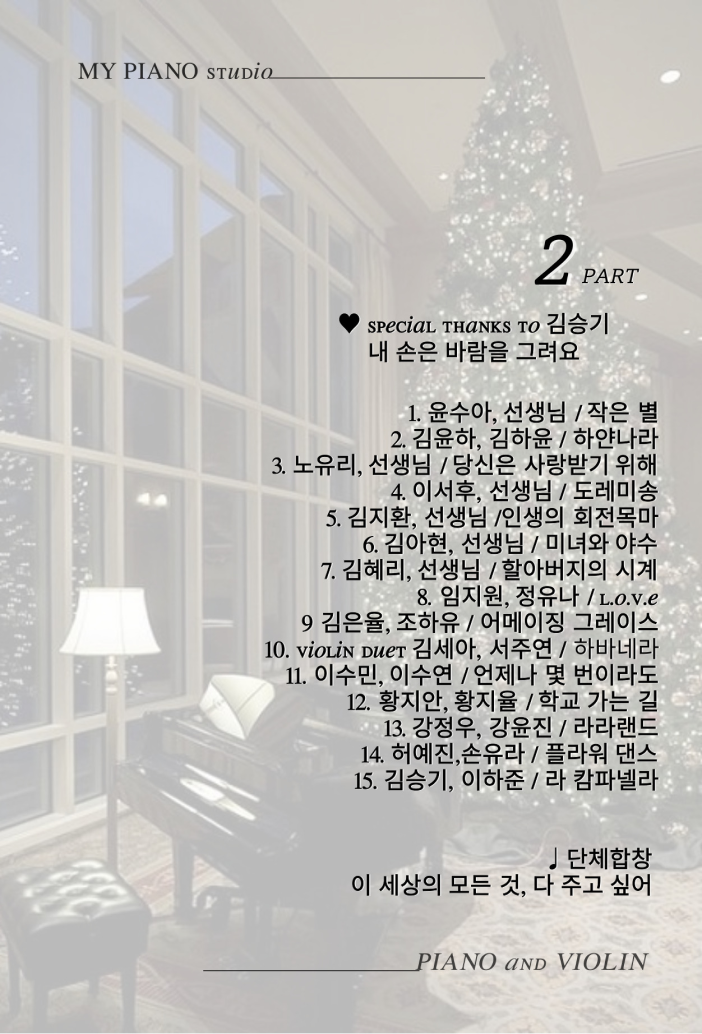 MY PIANO STuDio
2 PART
♥ SPeCiaL THaNKS To 김승기
내 손은 바람을 그려요
1. 윤수아, 선생님 / 작은 별
2. 김윤하, 김하윤 / 하얀나라
3. 노유리, 선생님 / 당신은 사랑받기 위해
4. 이서후, 선생님 / 도레미송
5. 김지환, 선생님 /인생의 회전목마
6. 김아현, 선생님 / 미녀와 야수
7. 김혜리, 선생님 / 할아버지의 시계
8. 임지원, 정유나 / L.o.v.e
9 김은율, 조하유 / 어메이징 그레이스
10. vioLiN DueT 김세아, 서주연 / 하바네라
11. 이수민, 이수연 / 언제나 몇 번이라도
12. 황지안, 황지율 / 학교 가는 길
13. 강정우, 강윤진 / 라라랜드
14. 허예진,손유라 / 플라워 댄스
15. 김승기, 이하준 / 라 캄파넬라
♩ 단체합창
이 세상의 모든 것, 다 주고 싶어
PIANO aND VIOLIN